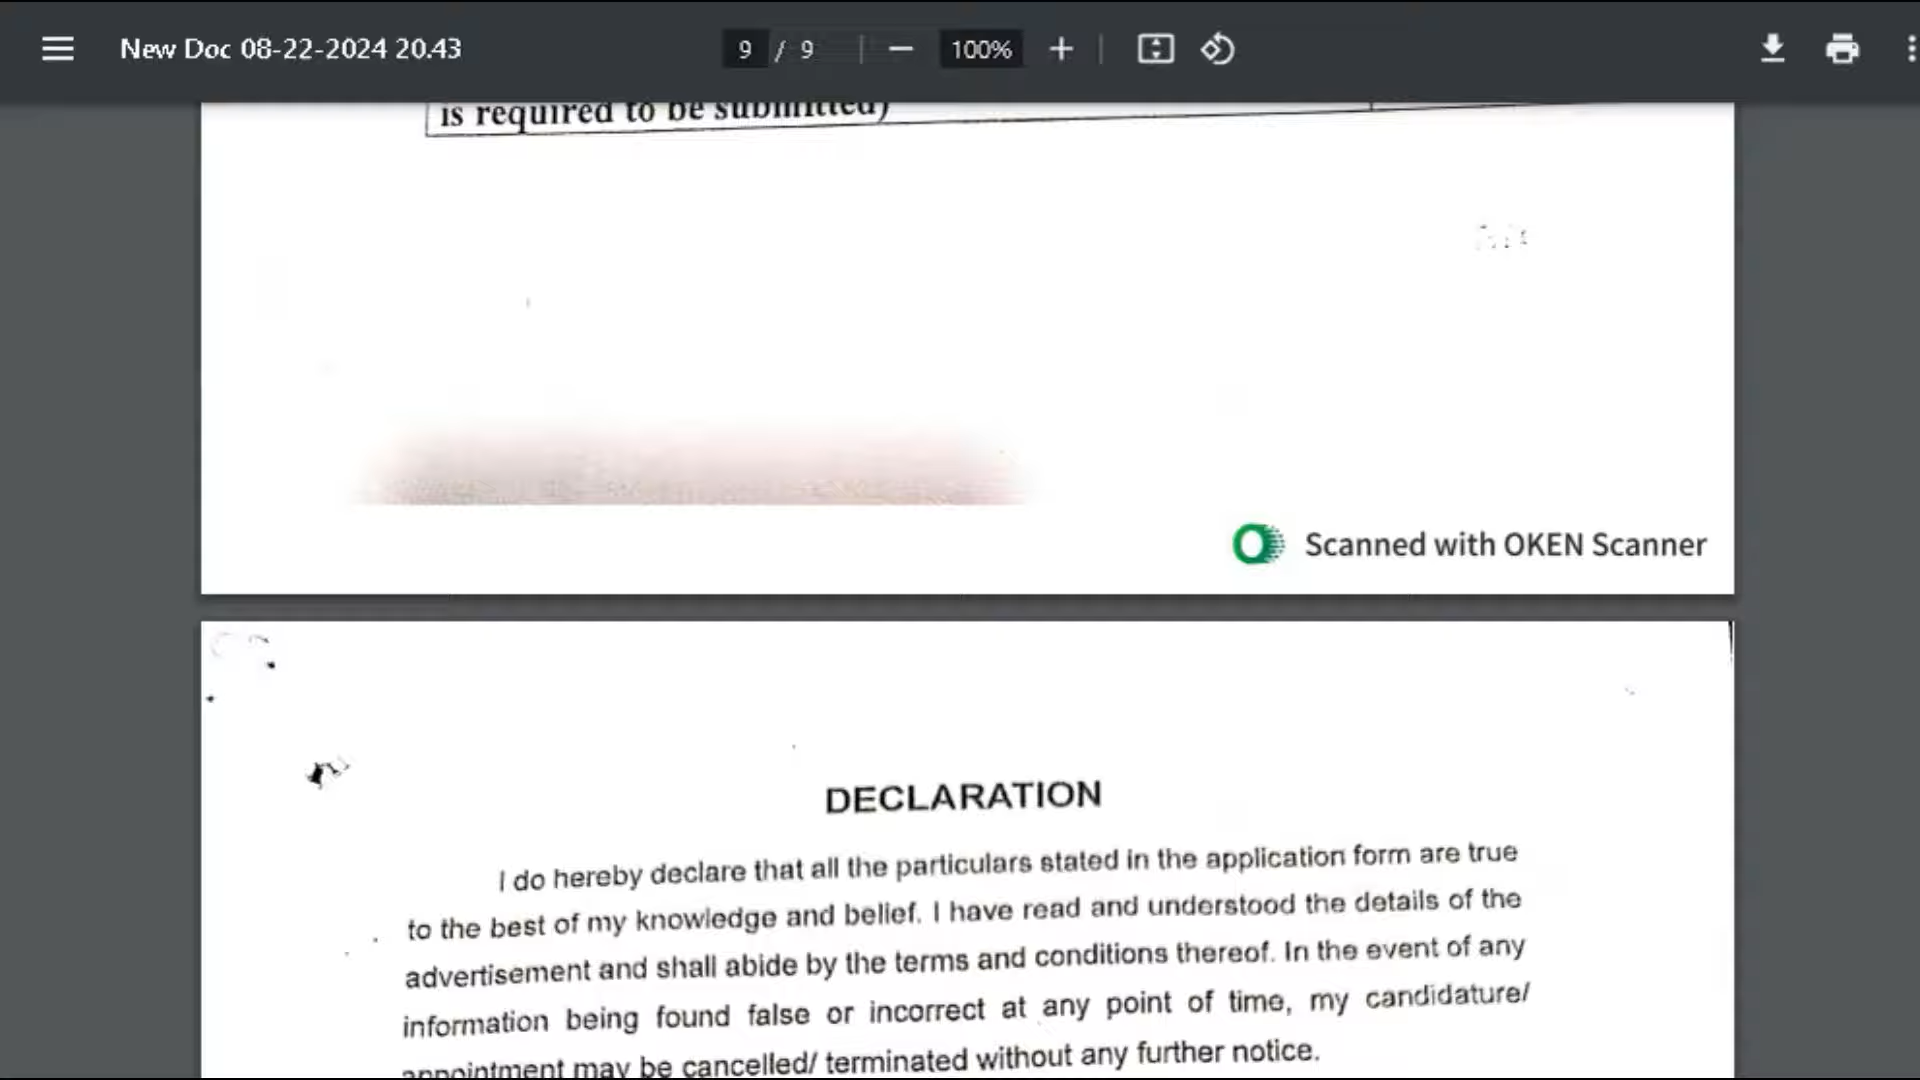 New Doc 08-22-2024 20.43
9 / 9
100%
is required to be submitted)
Scanned with OKEN Scanner
DECLARATION
I do hereby declare that all the particulars stated in the application form are true
to the best of my knowledge and belief. I have read and understood the details of the
advertisement and shall abide by the terms and conditions thereof. In the event of any
information being found false or incorrect at any point of time, my candidature/
appointment may be cancelled/ terminated without any further notice.